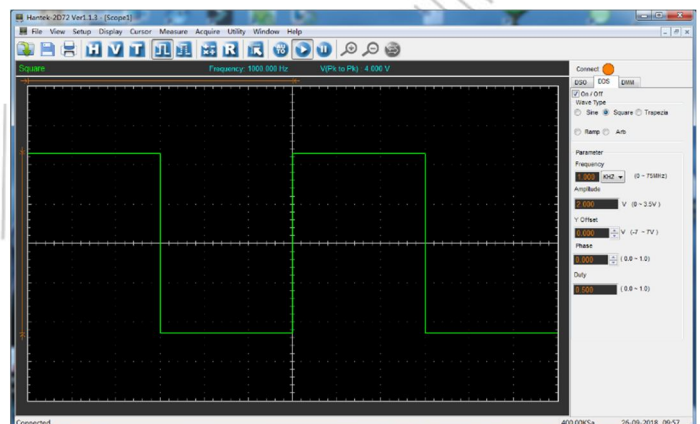 Hantek-2D72 Ver1.1.3 - [Scope1]
File View Setup Display Cursor Measure Acquire Utility Window Help
H V T R
Square Frequency: 1000.000 Hz V(Pk to Pk) : 4.000 V
Connect
DSO DDS DMM
On / Off
Wave Type
Sine Square Trapezia
Ramp Arb
Parameter
Frequency
1.000 KHZ (0 ~ 75MHz)
Amplitude
2.000 V (0 ~ 3.5V )
Y Offset
0.000 V (-7 ~ 7V )
Phase
0.000 ( 0.0 ~ 1.0)
Duty
0.500 ( 0.0 ~ 1.0)
Connected 400.00KSa 26-09-2018 09:57